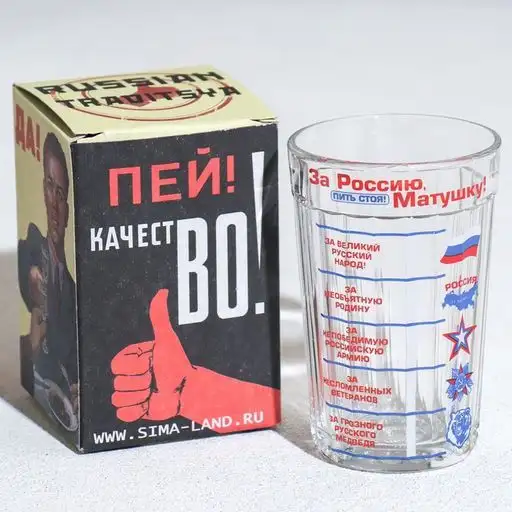 RUSSIAN
TRADITSYA
ДА!
ПЕЙ!
КАЧЕСТ
ВО!
WWW.SIMA-LAND.RU
За Россию,
ПИТЬ СТОЯ!
Матушку!
ЗА ВЕЛИКИЙ
РУССКИЙ
НАРОД!
РОССИЯ
ЗА
НЕОБЪЯТНУЮ
РОДИНУ
ЗА
НЕПОБЕДИМУЮ
РОССИЙСКУЮ
АРМИЮ
ЗА
НЕСЛОМЛЕННЫХ
ВЕТЕРАНОВ
ЗА ГРОЗНОГО
РУССКОГО
МЕДВЕДЯ